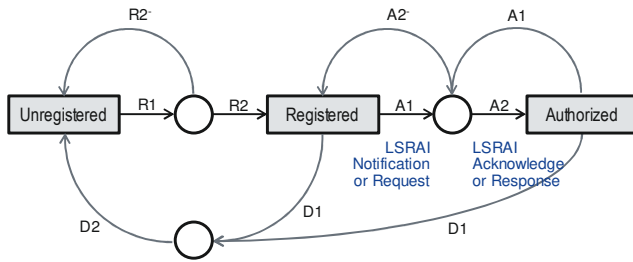 R2-
A2-
A1
Unregistered
R1
R2
Registered
A1
A2
Authorized
LSRAI
Notification
or Request
LSRAI
Acknowledge
or Response
D2
D1
D1